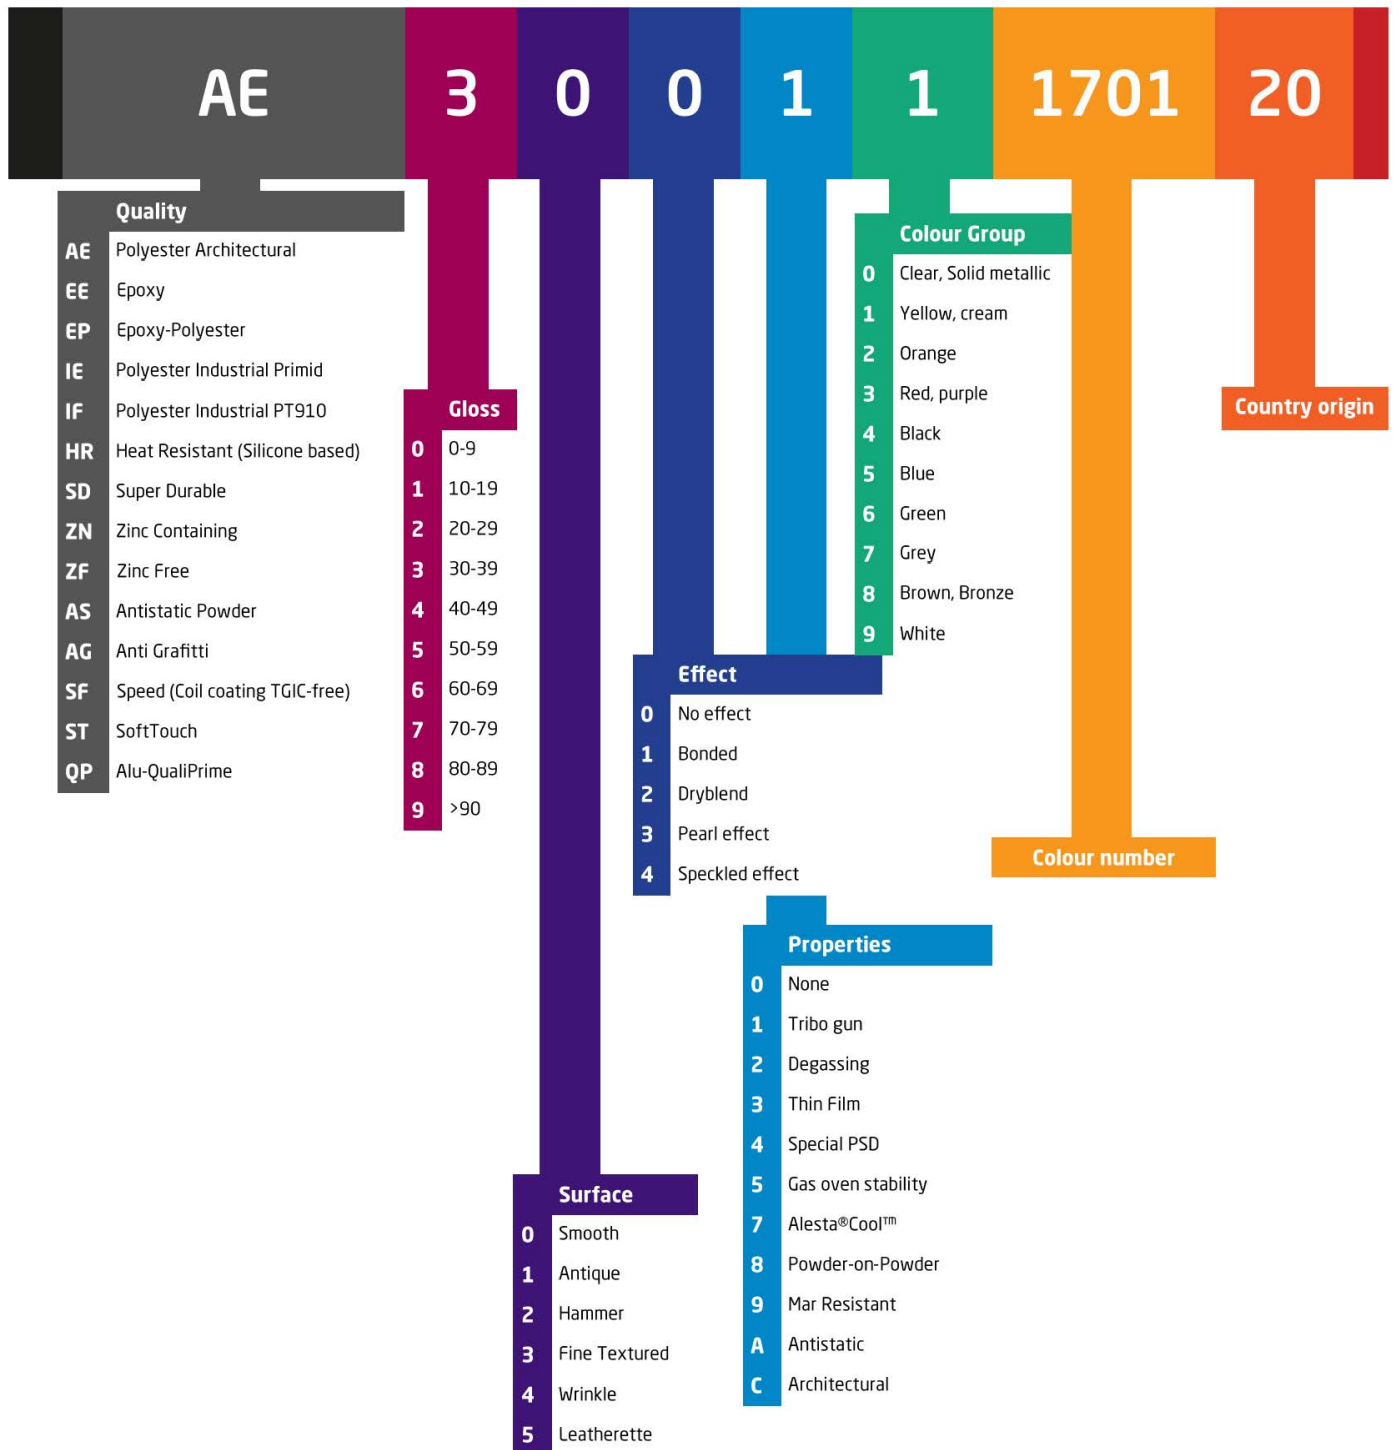 AE 3 0 0 1 1 1701 20
Quality
AE Polyester Architectural
EE Epoxy
EP Epoxy-Polyester
IE Polyester Industrial Primid
IF Polyester Industrial PT910
HR Heat Resistant (Silicone based)
SD Super Durable
ZN Zinc Containing
ZF Zinc Free
AS Antistatic Powder
AG Anti Grafitti
SF Speed (Coil coating TGIC-free)
ST SoftTouch
QP Alu-QualiPrime
Gloss
0 0-9
1 10-19
2 20-29
3 30-39
4 40-49
5 50-59
6 60-69
7 70-79
8 80-89
9 >90
Surface
0 Smooth
1 Antique
2 Hammer
3 Fine Textured
4 Wrinkle
5 Leatherette
Effect
0 No effect
1 Bonded
2 Dryblend
3 Pearl effect
4 Speckled effect
Properties
0 None
1 Tribo gun
2 Degassing
3 Thin Film
4 Special PSD
5 Gas oven stability
7 Alesta®Cool™
8 Powder-on-Powder
9 Mar Resistant
A Antistatic
C Architectural
Colour Group
0 Clear, Solid metallic
1 Yellow, cream
2 Orange
3 Red, purple
4 Black
5 Blue
6 Green
7 Grey
8 Brown, Bronze
9 White
Colour number
Country origin